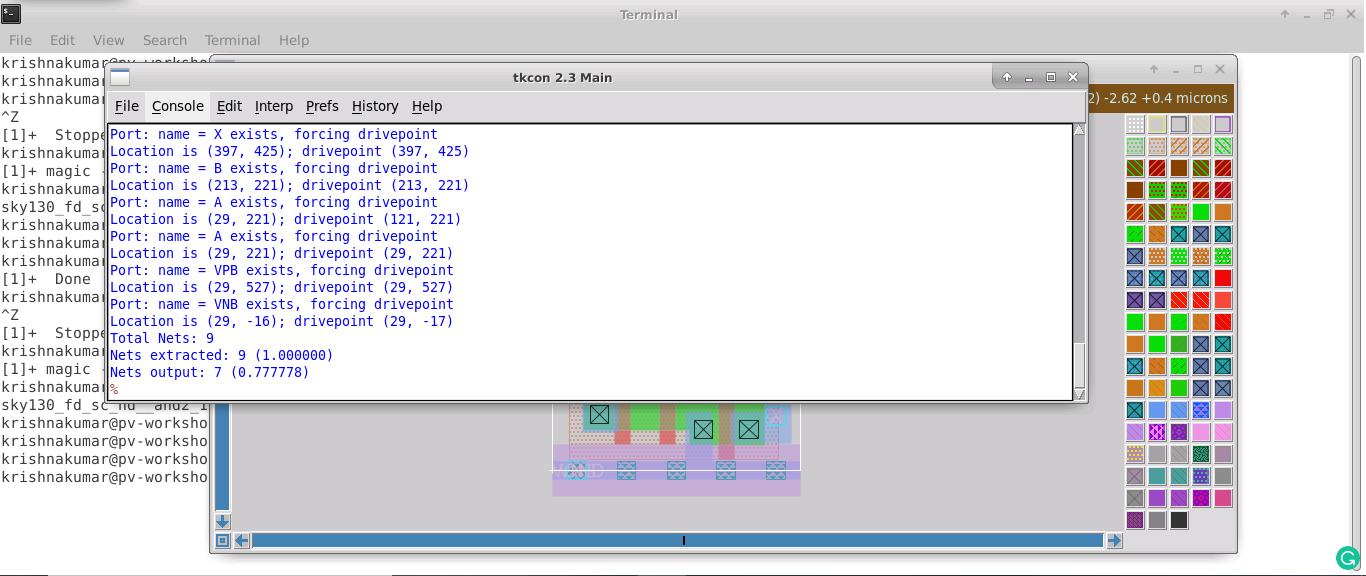 Terminal
File Edit View Search Terminal Help
krishnakumar@pv-worksho
krishnakumar
krishnakumar
^Z
[1]+ Stoppe
krishnakumar
[1]+ magic
krishnakumar
sky130_fd_sc
krishnakumar
krishnakumar
krishnakumar
[1]+ Done
krishnakumar
^Z
[1]+ Stoppe
krishnakumar
[1]+ magic
krishnakumar
sky130_fd_sc_hd__and2_1
krishnakumar@pv-worksho
krishnakumar@pv-worksho
krishnakumar@pv-worksho
krishnakumar@pv-worksho
tkcon 2.3 Main
2) -2.62 +0.4 microns
File Console Edit Interp Prefs History Help
Port: name = X exists, forcing drivepoint
Location is (397, 425); drivepoint (397, 425)
Port: name = B exists, forcing drivepoint
Location is (213, 221); drivepoint (213, 221)
Port: name = A exists, forcing drivepoint
Location is (29, 221); drivepoint (121, 221)
Port: name = A exists, forcing drivepoint
Location is (29, 221); drivepoint (29, 221)
Port: name = VPB exists, forcing drivepoint
Location is (29, 527); drivepoint (29, 527)
Port: name = VNB exists, forcing drivepoint
Location is (29, -16); drivepoint (29, -17)
Total Nets: 9
Nets extracted: 9 (1.000000)
Nets output: 7 (0.777778)
%